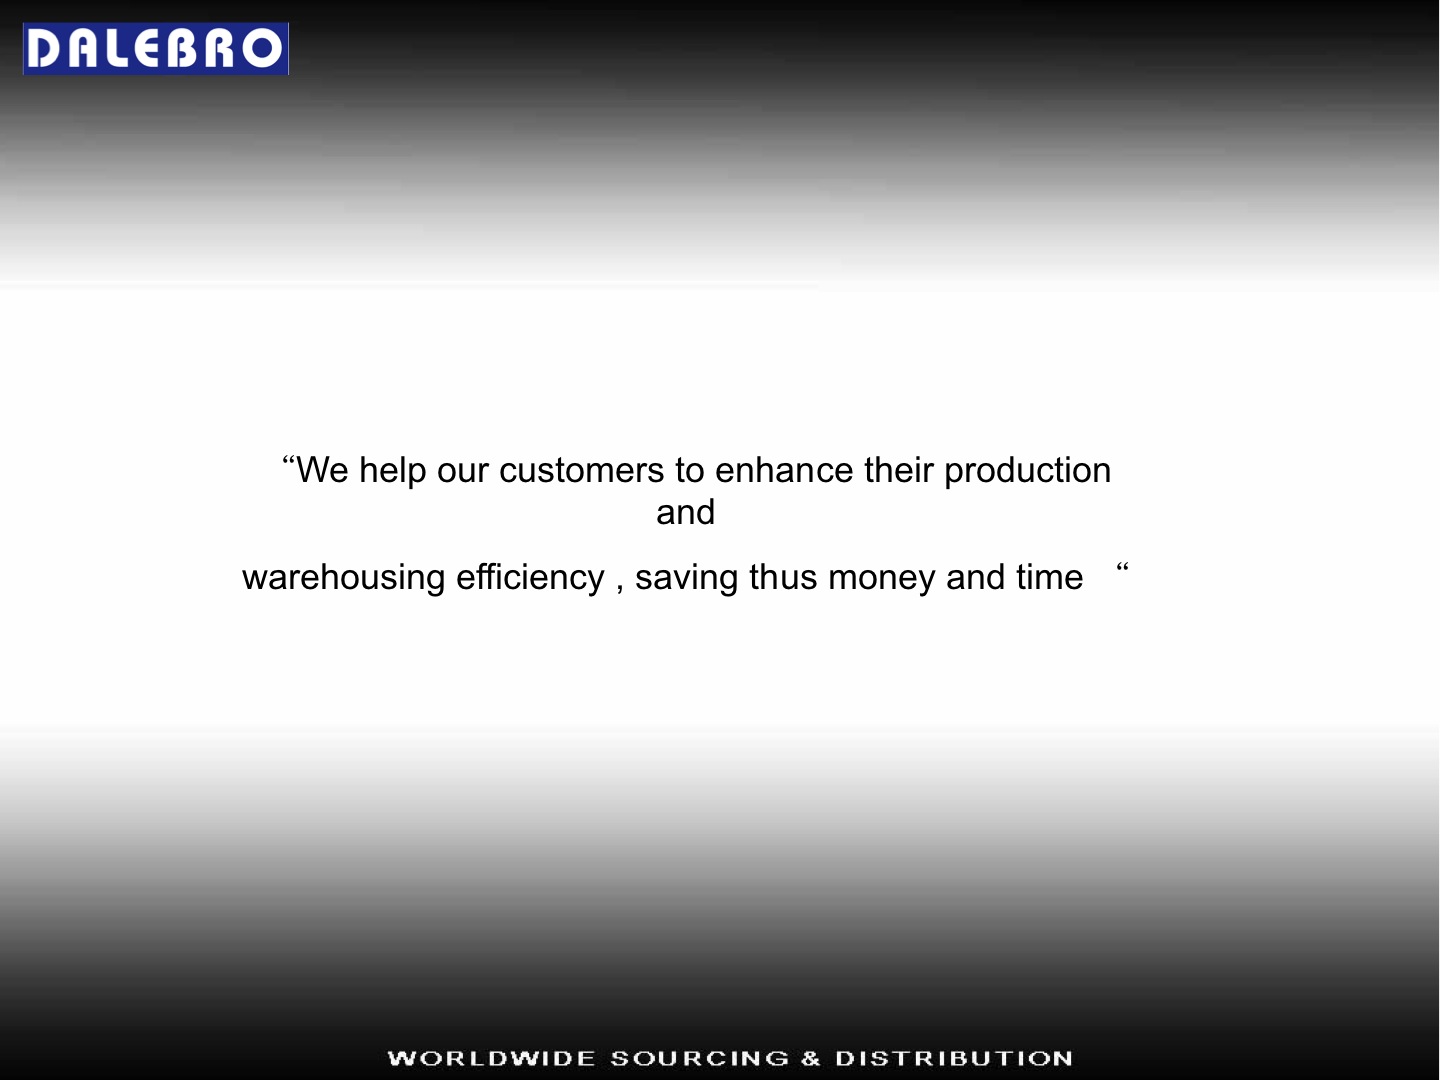 DALEBRO
“We help our customers to enhance their production
and
warehousing efficiency , saving thus money and time “
WORLDWIDE SOURCING & DISTRIBUTION